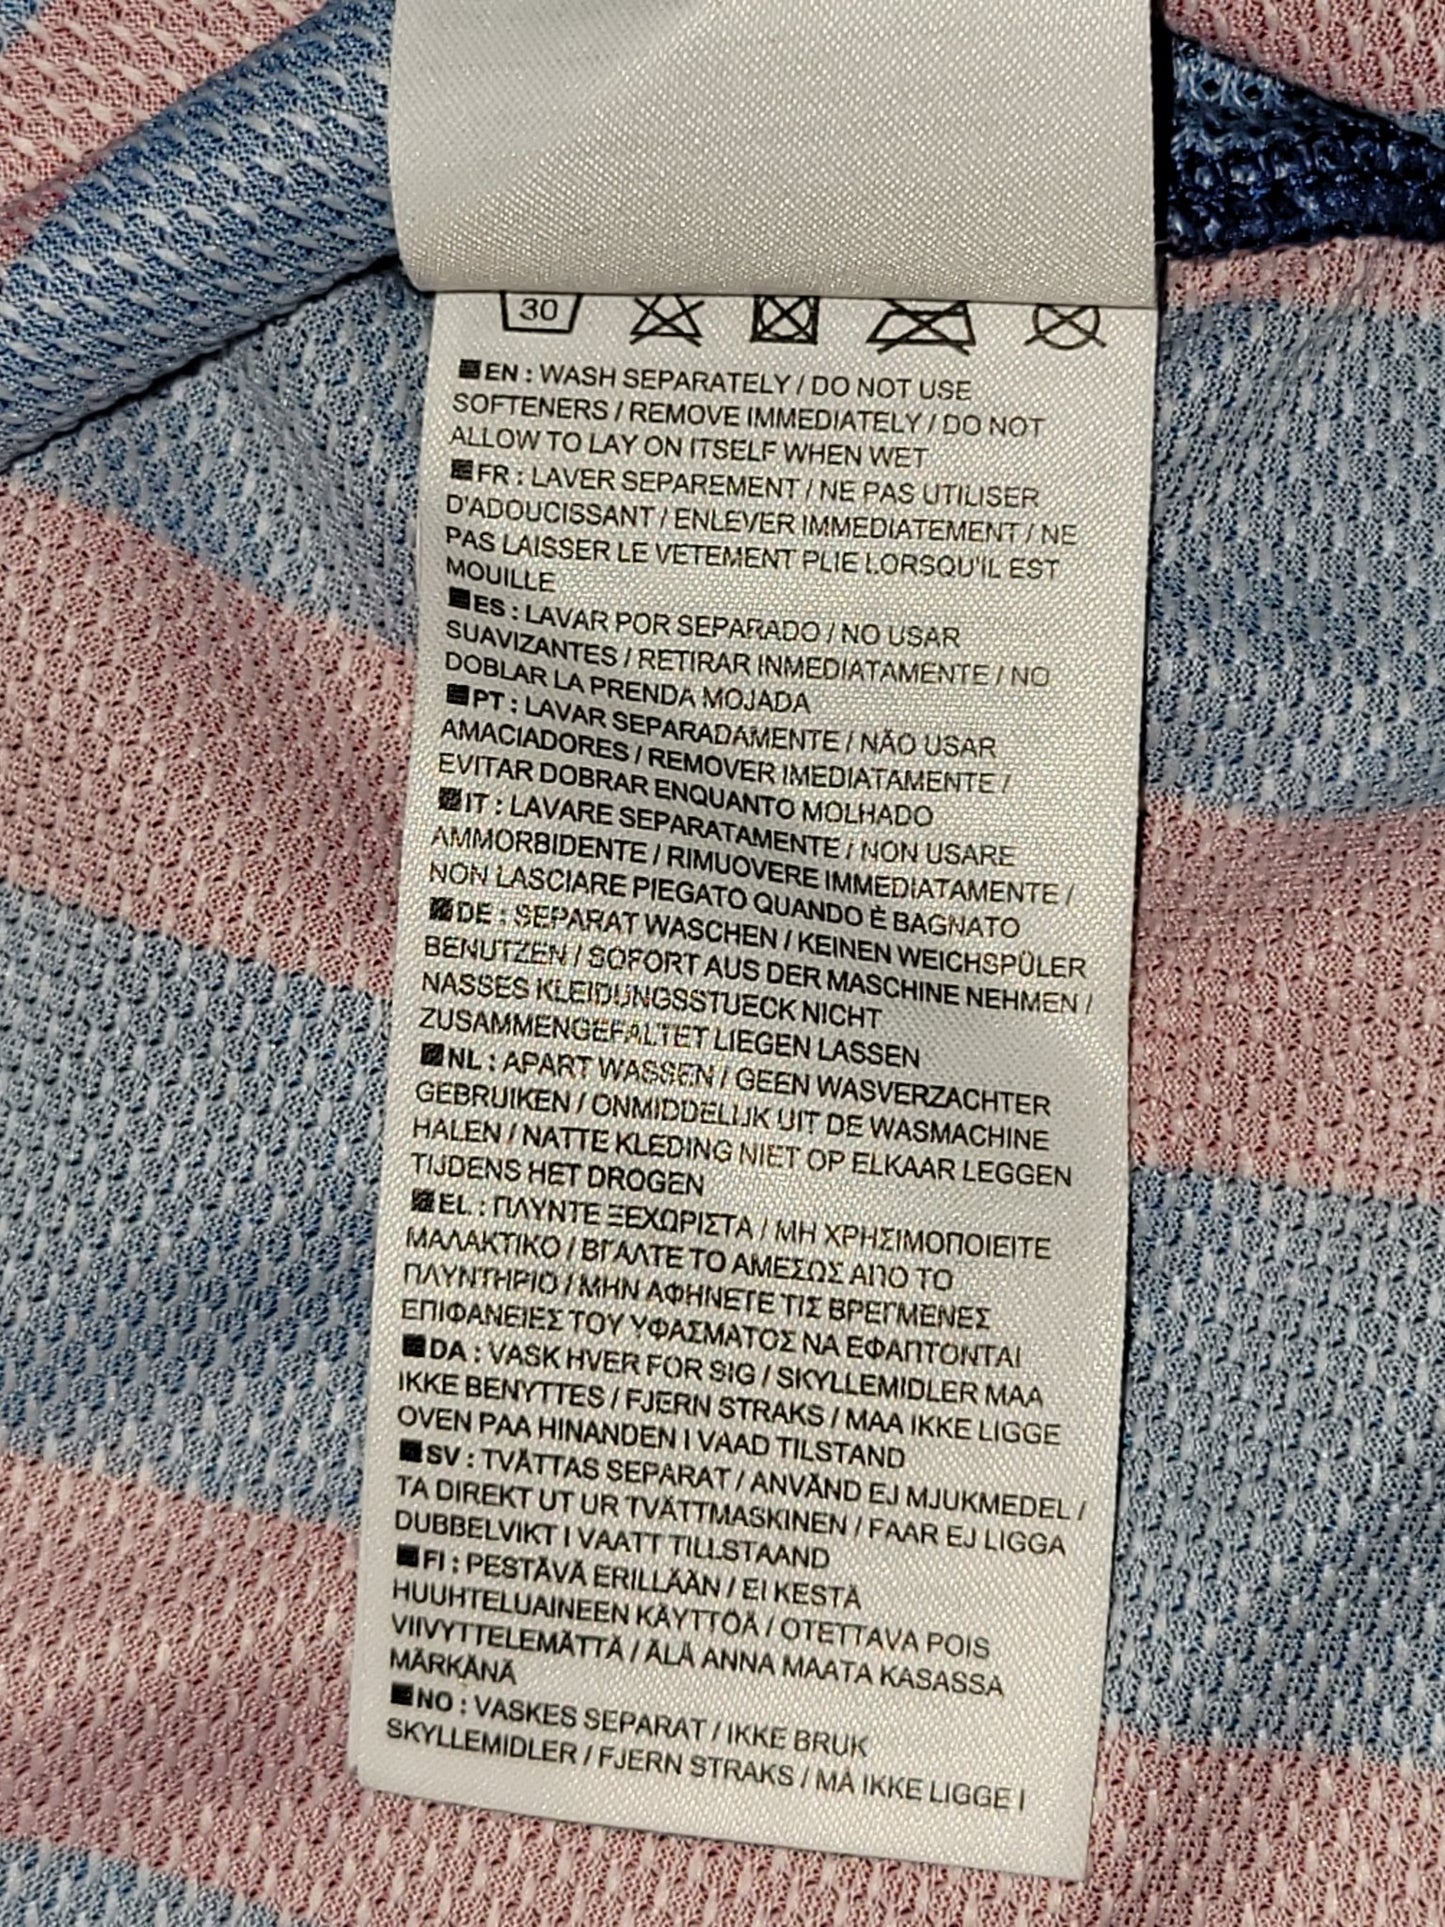 30
EN : WASH SEPARATELY / DO NOT USE
SOFTENERS / REMOVE IMMEDIATELY / DO NOT
ALLOW TO LAY ON ITSELF WHEN WET
FR : LAVER SEPAREMENT / NE PAS UTILISER
D'ADOUCISSANT / ENLEVER IMMEDIATEMENT / NE
PAS LAISSER LE VETEMENT PLIE LORSQU'IL EST
MOUILLE
ES : LAVAR POR SEPARADO / NO USAR
SUAVIZANTES / RETIRAR INMEDIATAMENTE / NO
DOBLAR LA PRENDA MOJADA
PT : LAVAR SEPARADAMENTE / NÃO USAR
AMACIADORES / REMOVER IMEDIATAMENTE /
EVITAR DOBRAR ENQUANTO MOLHADO
IT : LAVARE SEPARATAMENTE / NON USARE
AMMORBIDENTE / RIMUOVERE IMMEDIATAMENTE /
NON LASCIARE PIEGATO QUANDO È BAGNATO
DE : SEPARAT WASCHEN / KEINEN WEICHSPÜLER
BENUTZEN / SOFORT AUS DER MASCHINE NEHMEN /
NASSES KLEIDUNGSSTUECK NICHT
ZUSAMMENGEFALTET LIEGEN LASSEN
NL : APART WASSEN / GEEN WASVERZACHTER
GEBRUIKEN / ONMIDDELIJK UIT DE WASMACHINE
HALEN / NATTE KLEDING NIET OP ELKAAR LEGGEN
TIJDENS HET DROGEN
EL : ΠΛΥΝΤΕ ΞΕΧΩΡΙΣΤΑ / ΜΗ ΧΡΗΣΙΜΟΠΟΙΕΙΤΕ
ΜΑΛΑΚΤΙΚΟ / ΒΓΑΛΤΕ ΤΟ ΑΜΕΣΩΣ ΑΠΟ ΤΟ
ΠΛΥΝΤΗΡΙΟ / ΜΗΝ ΑΦΗΝΕΤΕ ΤΙΣ ΒΡΕΓΜΕΝΕΣ
ΕΠΙΦΑΝΕΙΕΣ ΤΟΥ ΥΦΑΣΜΑΤΟΣ ΝΑ ΕΦΑΠΤΟΝΤΑΙ
DA : VASK HVER FOR SIG / SKYLLEMIDLER MAA
IKKE BENYTTES / FJERN STRAKS / MAA IKKE LIGGE
OVEN PAA HINANDEN I VAAD TILSTAND
SV : TVÄTTAS SEPARAT / ANVÄND EJ MJUKMEDEL /
TA DIREKT UT UR TVÄTTMASKINEN / FAAR EJ LIGGA
DUBBELVIKT I VAATT TILLSTAAND
FI : PESTÄVÄ ERILLÄÄN / EI KESTÄ
HUUHTELUAINEEN KÄYTTÖÄ / OTETTAVA POIS
VIIVYTTELEMÄTTÄ / ÄLÄ ANNA MAATA KASASSA
MÄRKÄNÄ
NO : VASKES SEPARAT / IKKE BRUK
SKYLLEMIDLER / FJERN STRAKS / MA IKKE LIGGE I